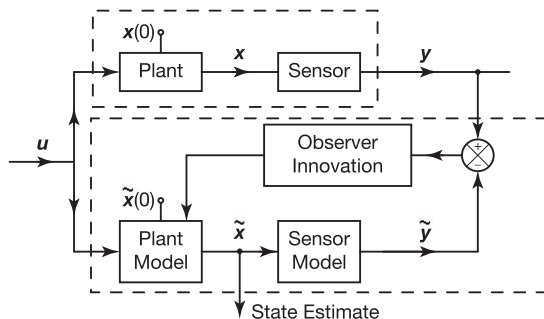 x(0)
Plant
x
Sensor
y
+
−
Observer
Innovation
u
x̃(0)
Plant
Model
x̃
Sensor
Model
ỹ
State Estimate